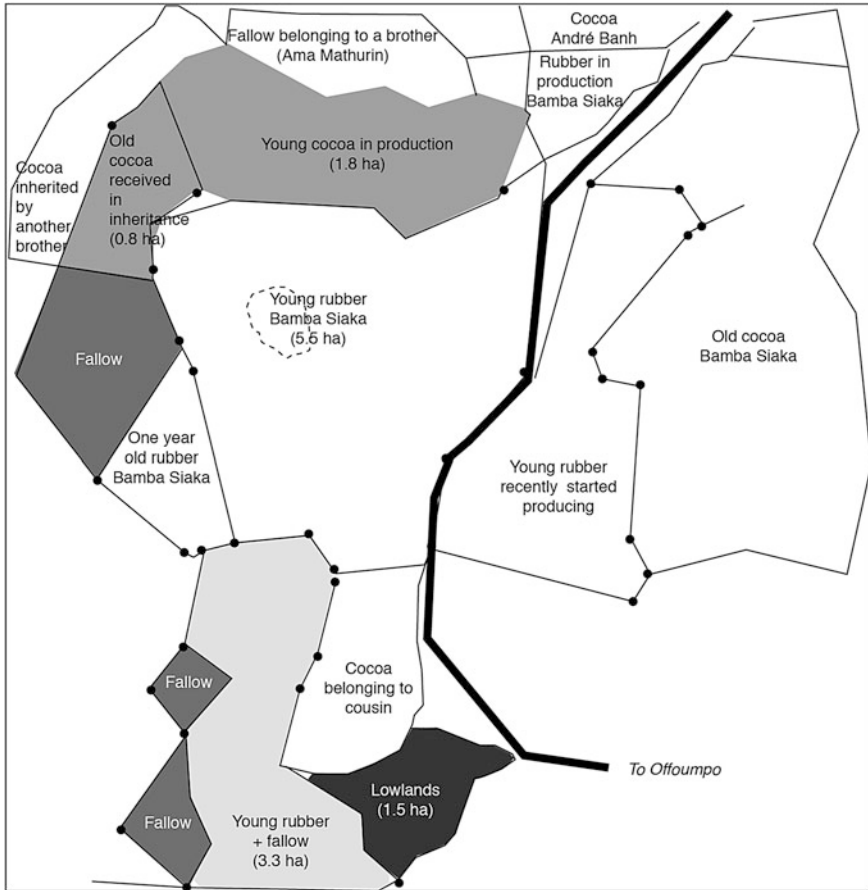 Cocoa
André Banh
Fallow belonging to a brother
(Ama Mathurin)
Rubber in
production
Bamba Siaka
Old
cocoa
received
in
inheritance
(0.8 ha)
Young cocoa in production
(1.8 ha)
Cocoa
inherited
by
another
brother
Young rubber
Bamba Siaka
(5.5 ha)
Old cocoa
Bamba Siaka
Fallow
One year
old rubber
Bamba Siaka
Young rubber
recently started
producing
Cocoa
belonging to
cousin
Fallow
To Offoumpo
Lowlands
(1.5 ha)
Fallow
Young rubber
+ fallow
(3.3 ha)